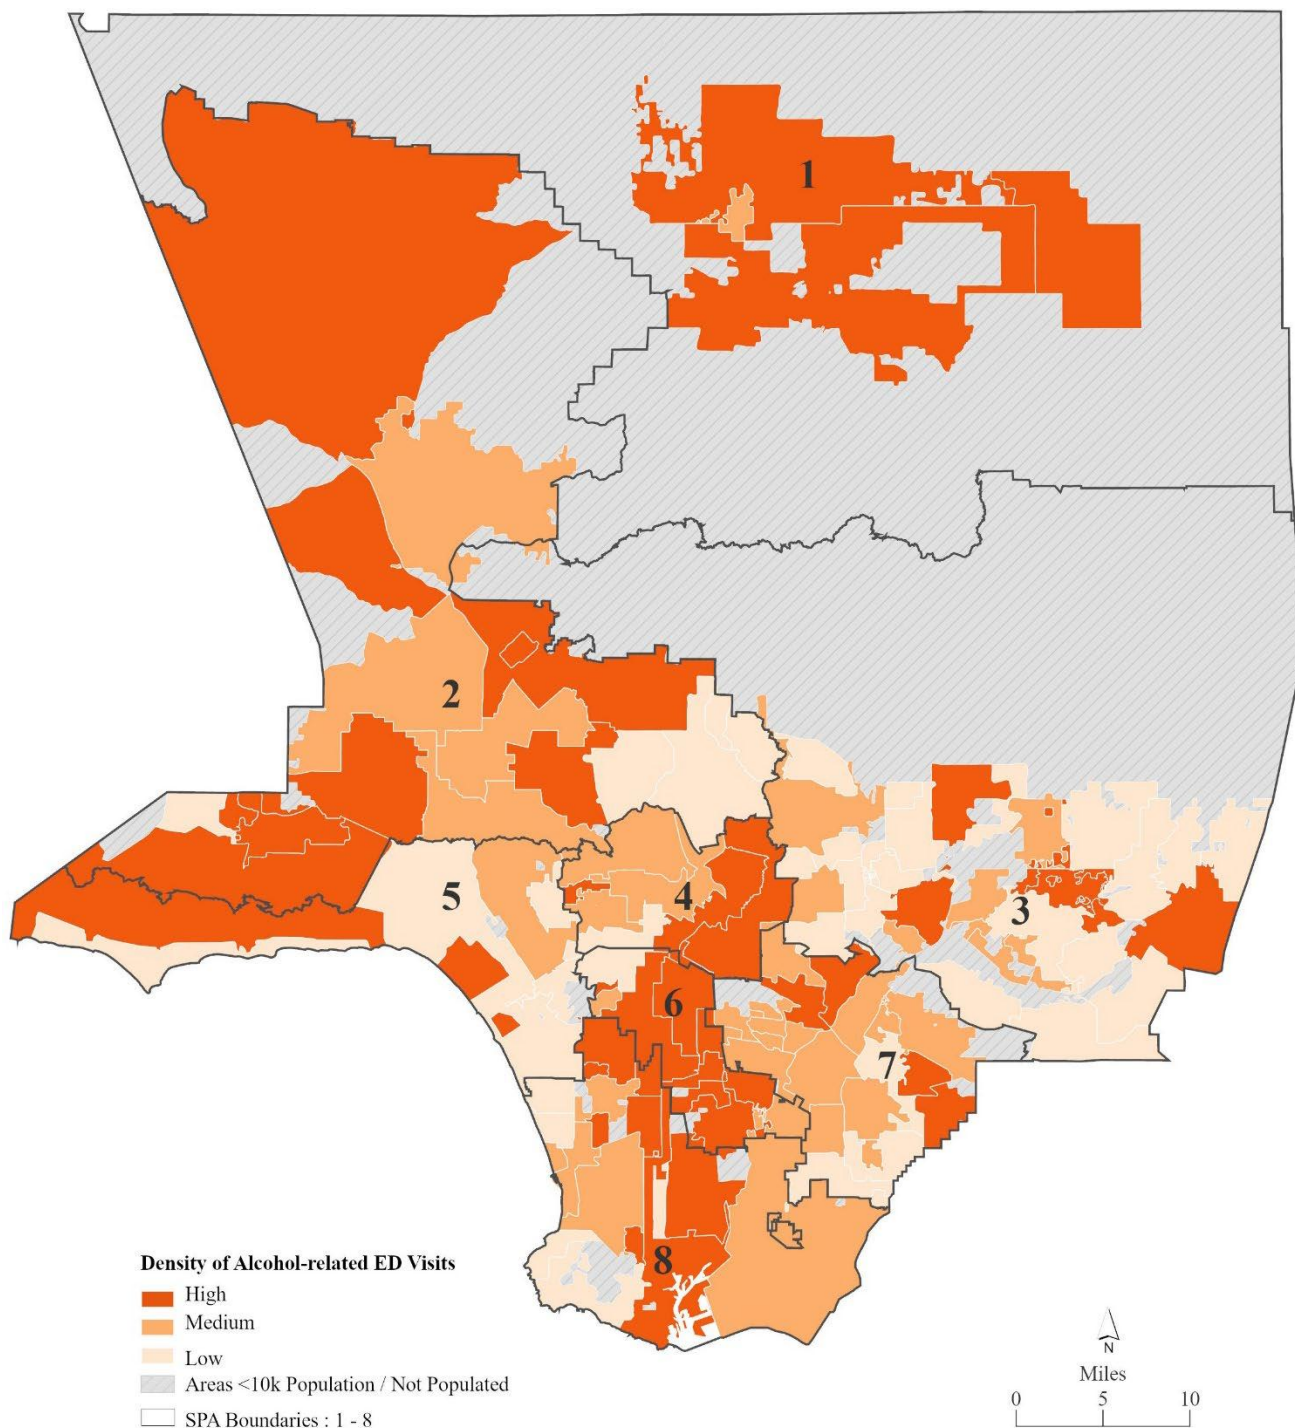 1
2
5
4
3
6
7
8
Density of Alcohol-related ED Visits
High
Medium
Low
Areas <10k Population / Not Populated
SPA Boundaries : 1 - 8
N
Miles
0 5 10